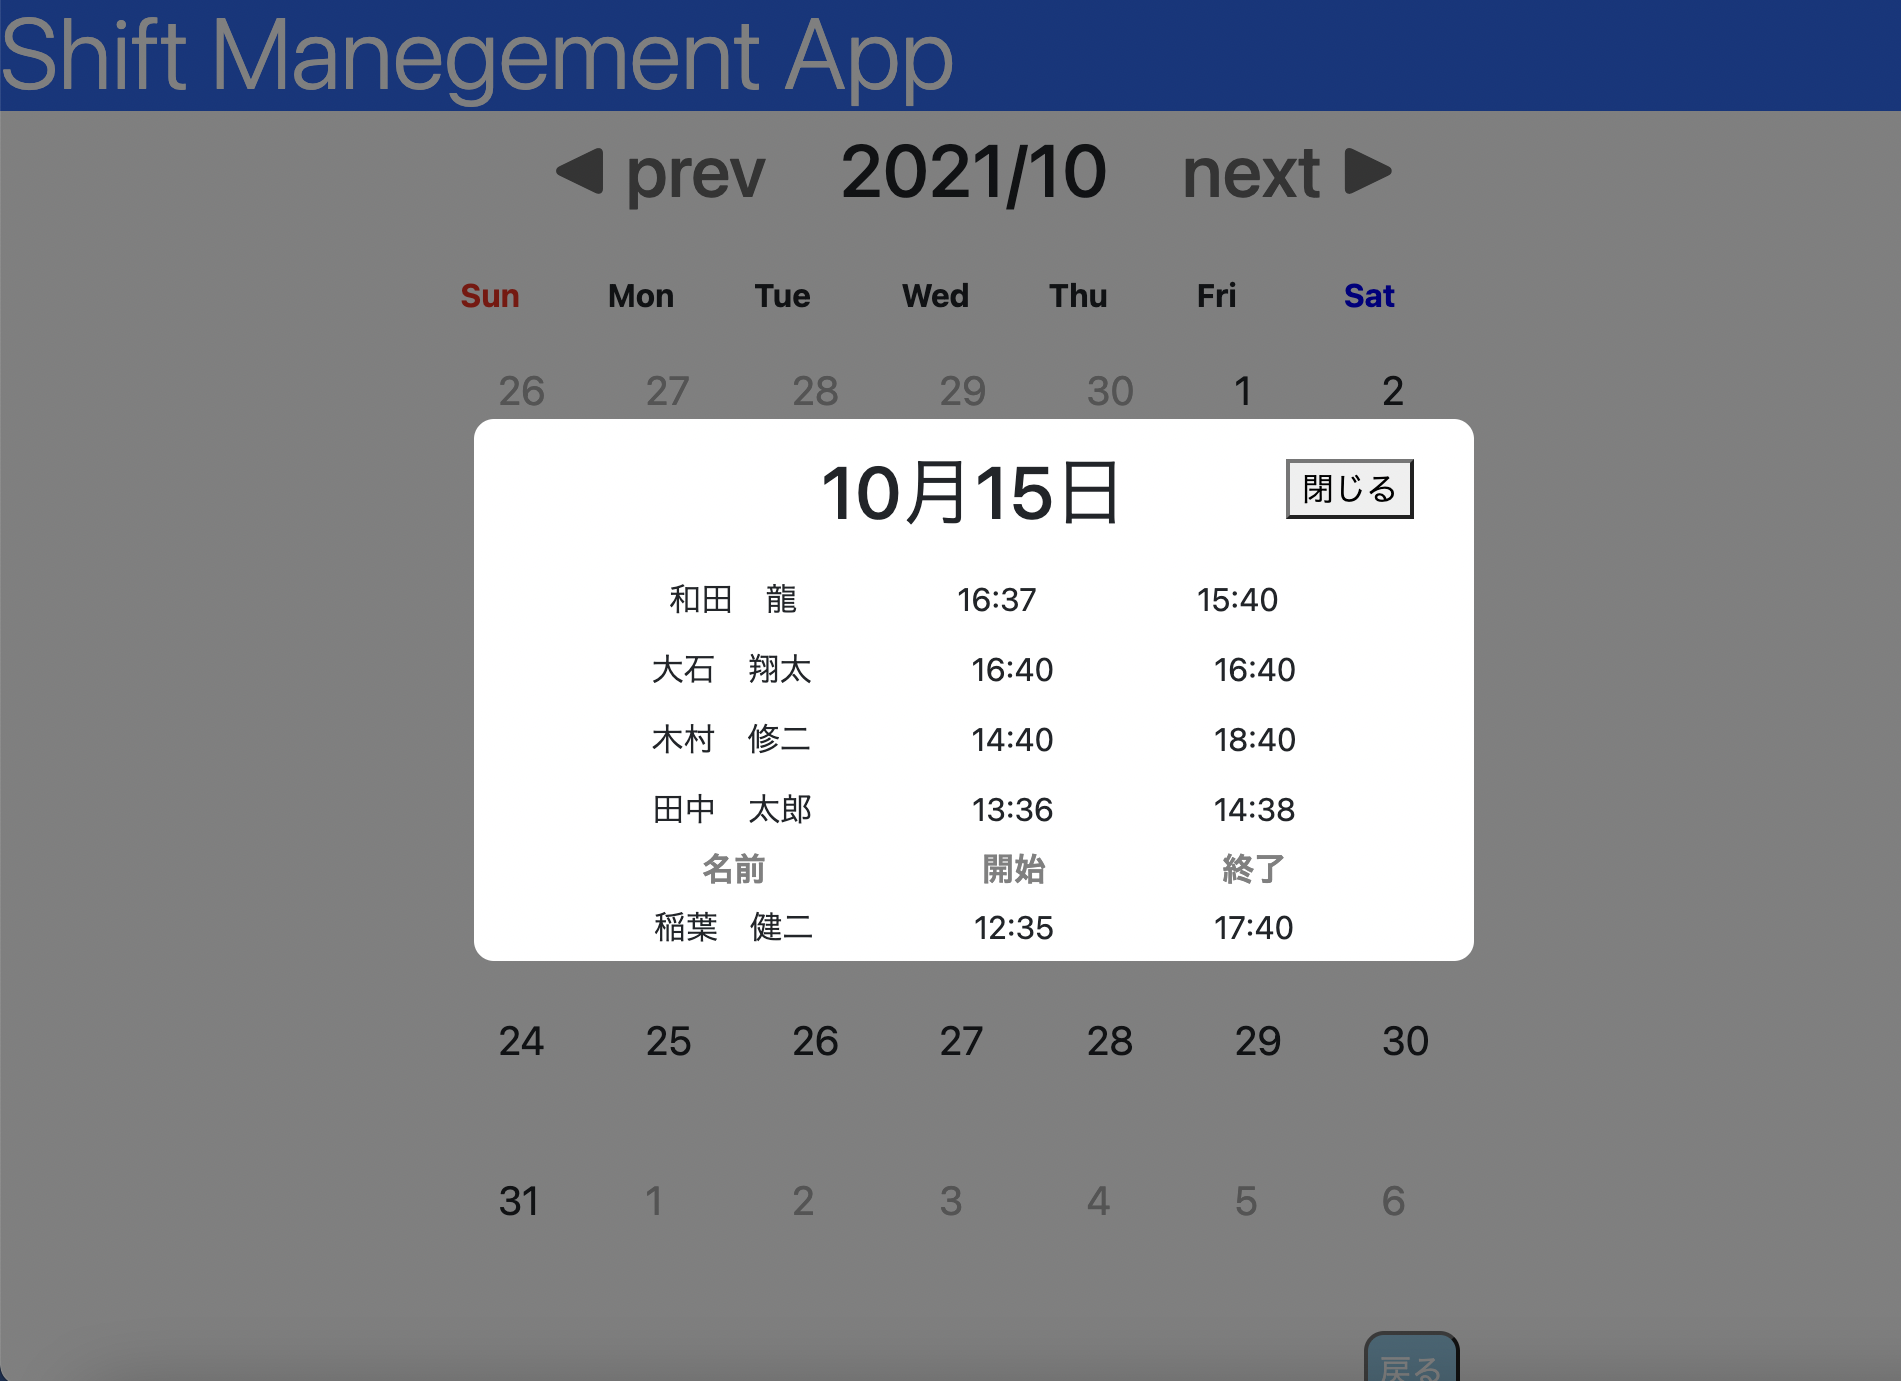 Shift Manegement App
◀ prev 2021/10 next ▶
Sun Mon Tue Wed Thu Fri Sat
26 27 28 29 30 1 2
10月15日 閉じる
和田　龍 16:37 15:40
大石　翔太 16:40 16:40
木村　修二 14:40 18:40
田中　太郎 13:36 14:38
名前 開始 終了
稲葉　健二 12:35 17:40
24 25 26 27 28 29 30
31 1 2 3 4 5 6
戻る